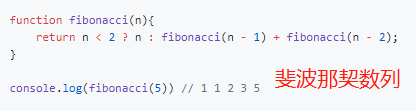 function fibonacci(n){
    return n < 2 ? n : fibonacci(n - 1) + fibonacci(n - 2);
}
console.log(fibonacci(5)) // 1 1 2 3 5
斐波那契数列